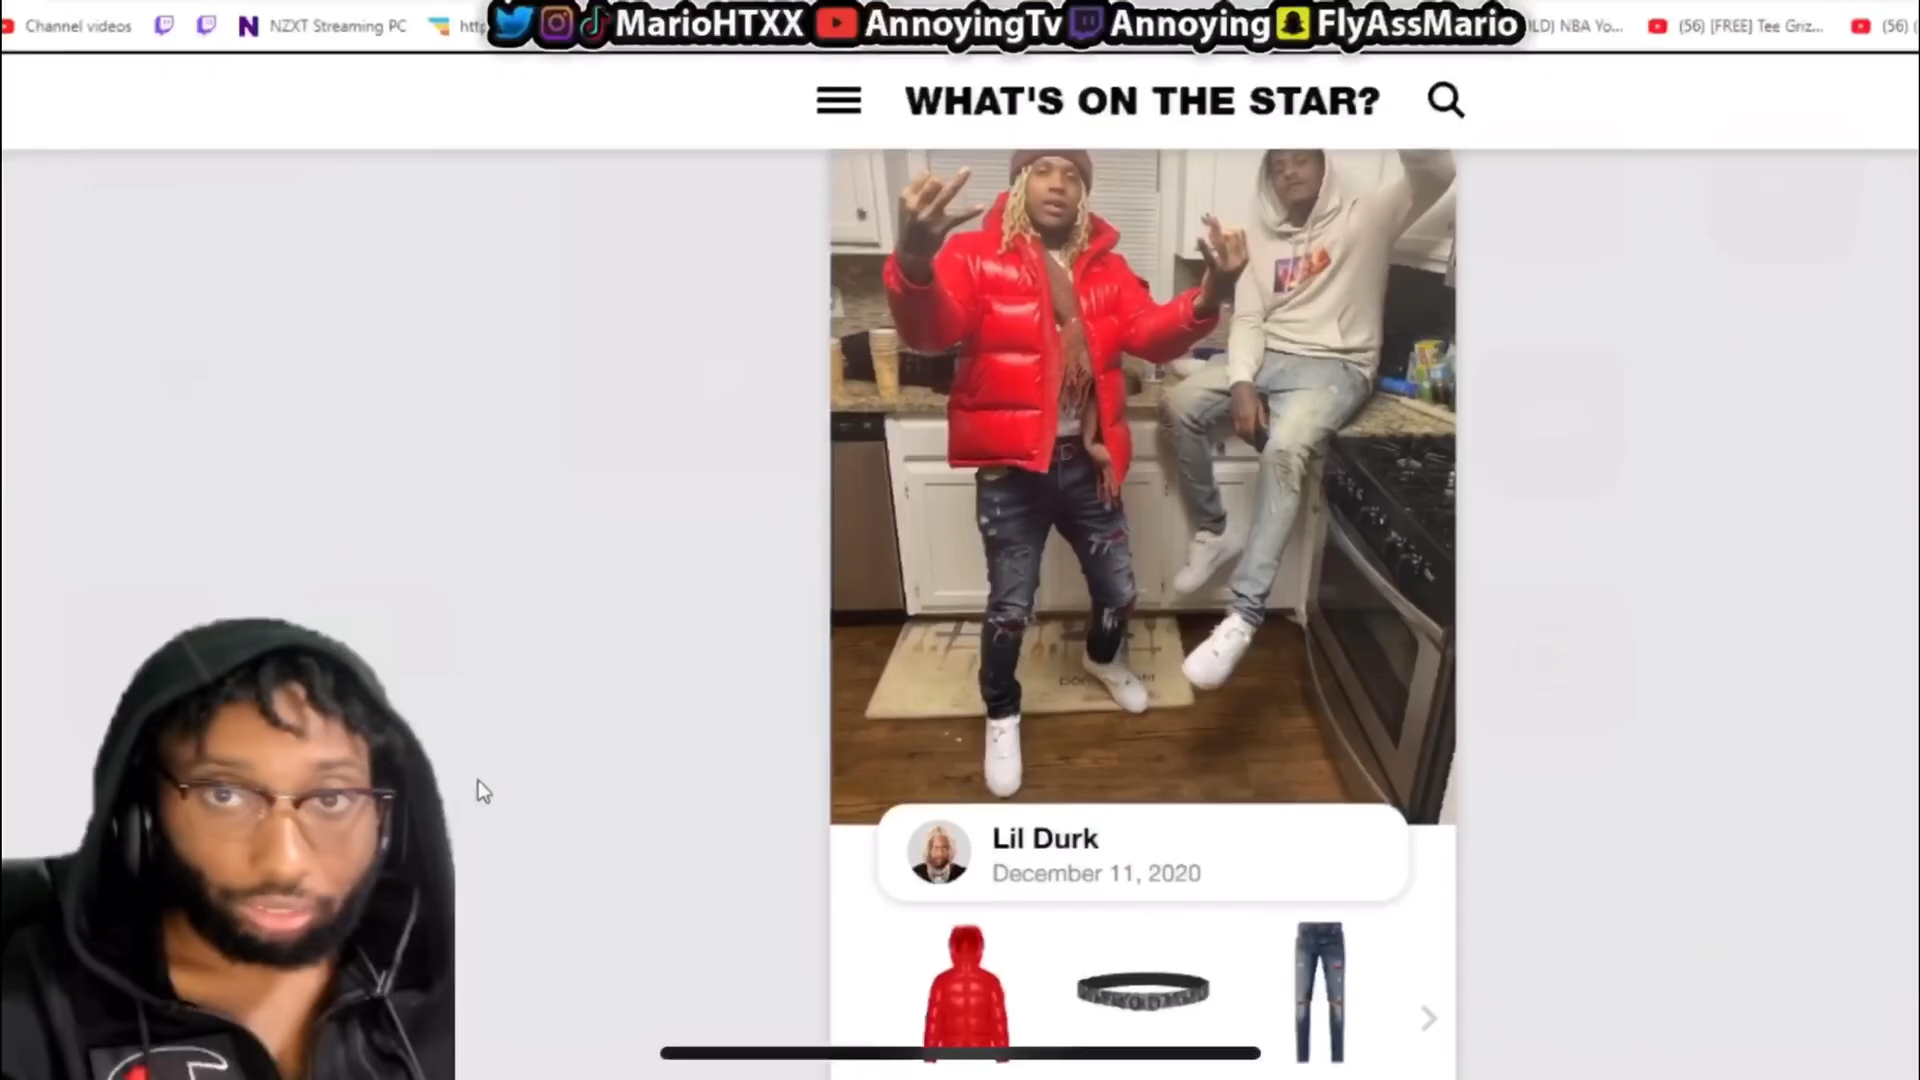 Channel videos
NZXT Streaming PC
MarioHTXX AnnoyingTv Annoying FlyAssMario
NBA Yo...
(56) [FREE] Tee Griz...
(56)
WHAT'S ON THE STAR?
Lil Durk
December 11, 2020